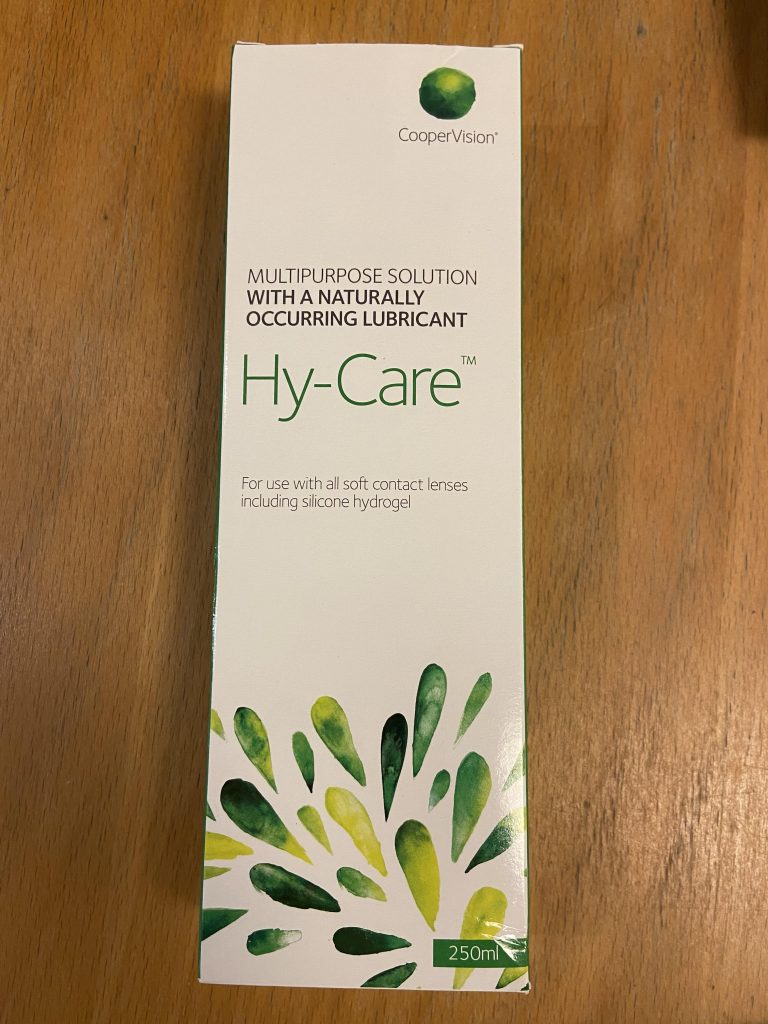 CooperVision®
MULTIPURPOSE SOLUTION
WITH A NATURALLY
OCCURRING LUBRICANT
Hy-Care™
For use with all soft contact lenses
including silicone hydrogel
250ml